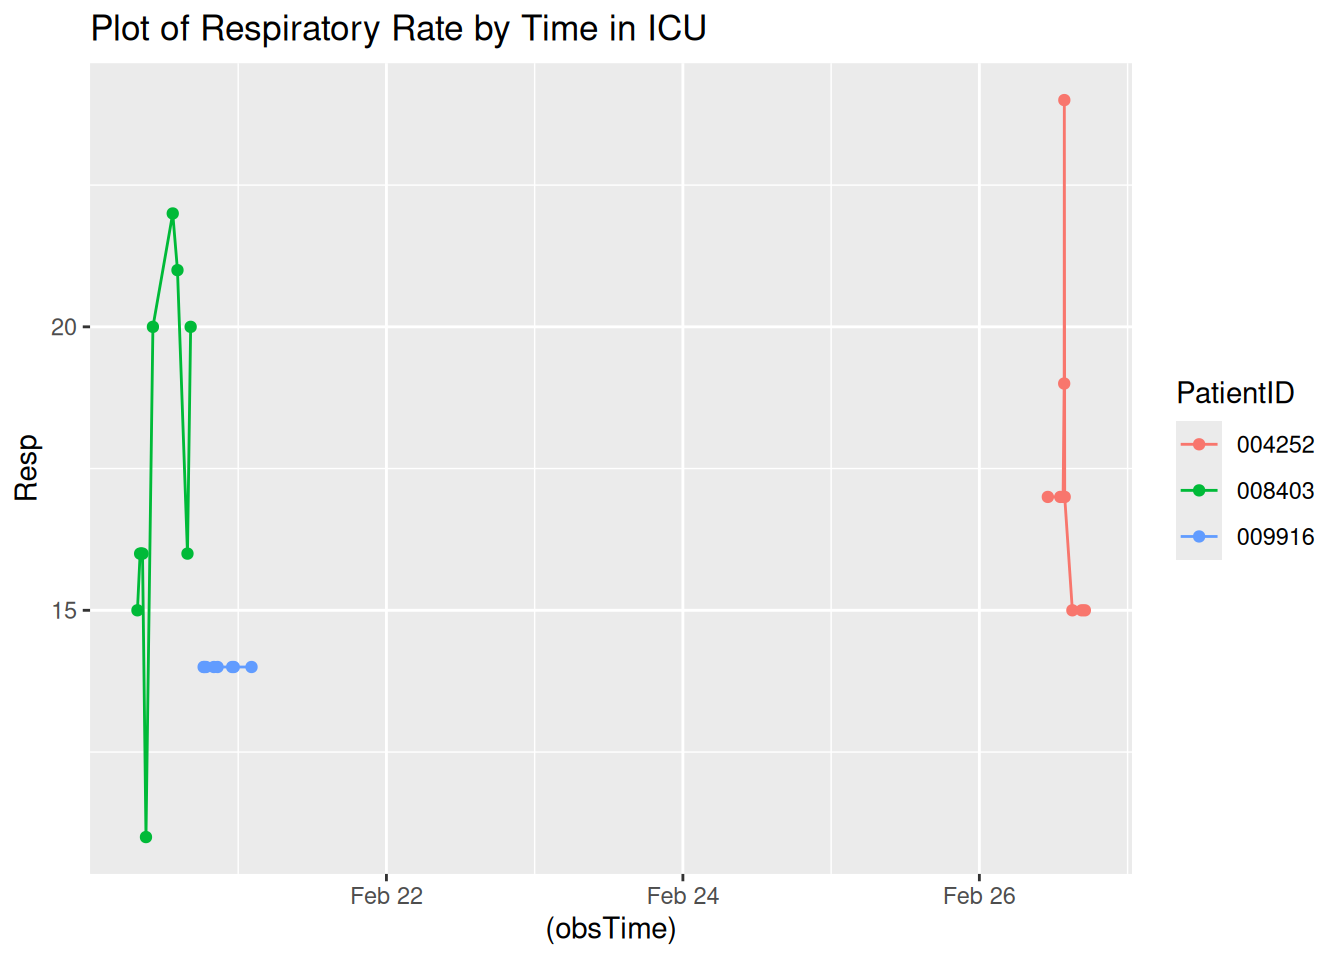 Plot of Respiratory Rate by Time in ICU
Resp
20
15
Feb 22
Feb 24
Feb 26
(obsTime)
PatientID
004252
008403
009916